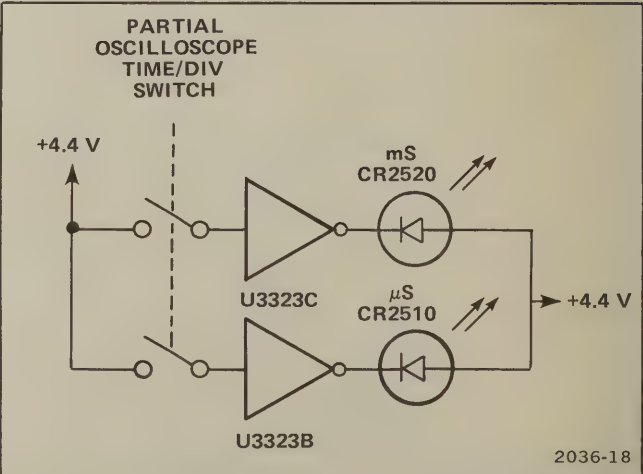 PARTIAL
OSCILLOSCOPE
TIME/DIV
SWITCH
+4.4 V
mS
CR2520
U3323C
µS
CR2510
+4.4 V
U3323B
2036-18